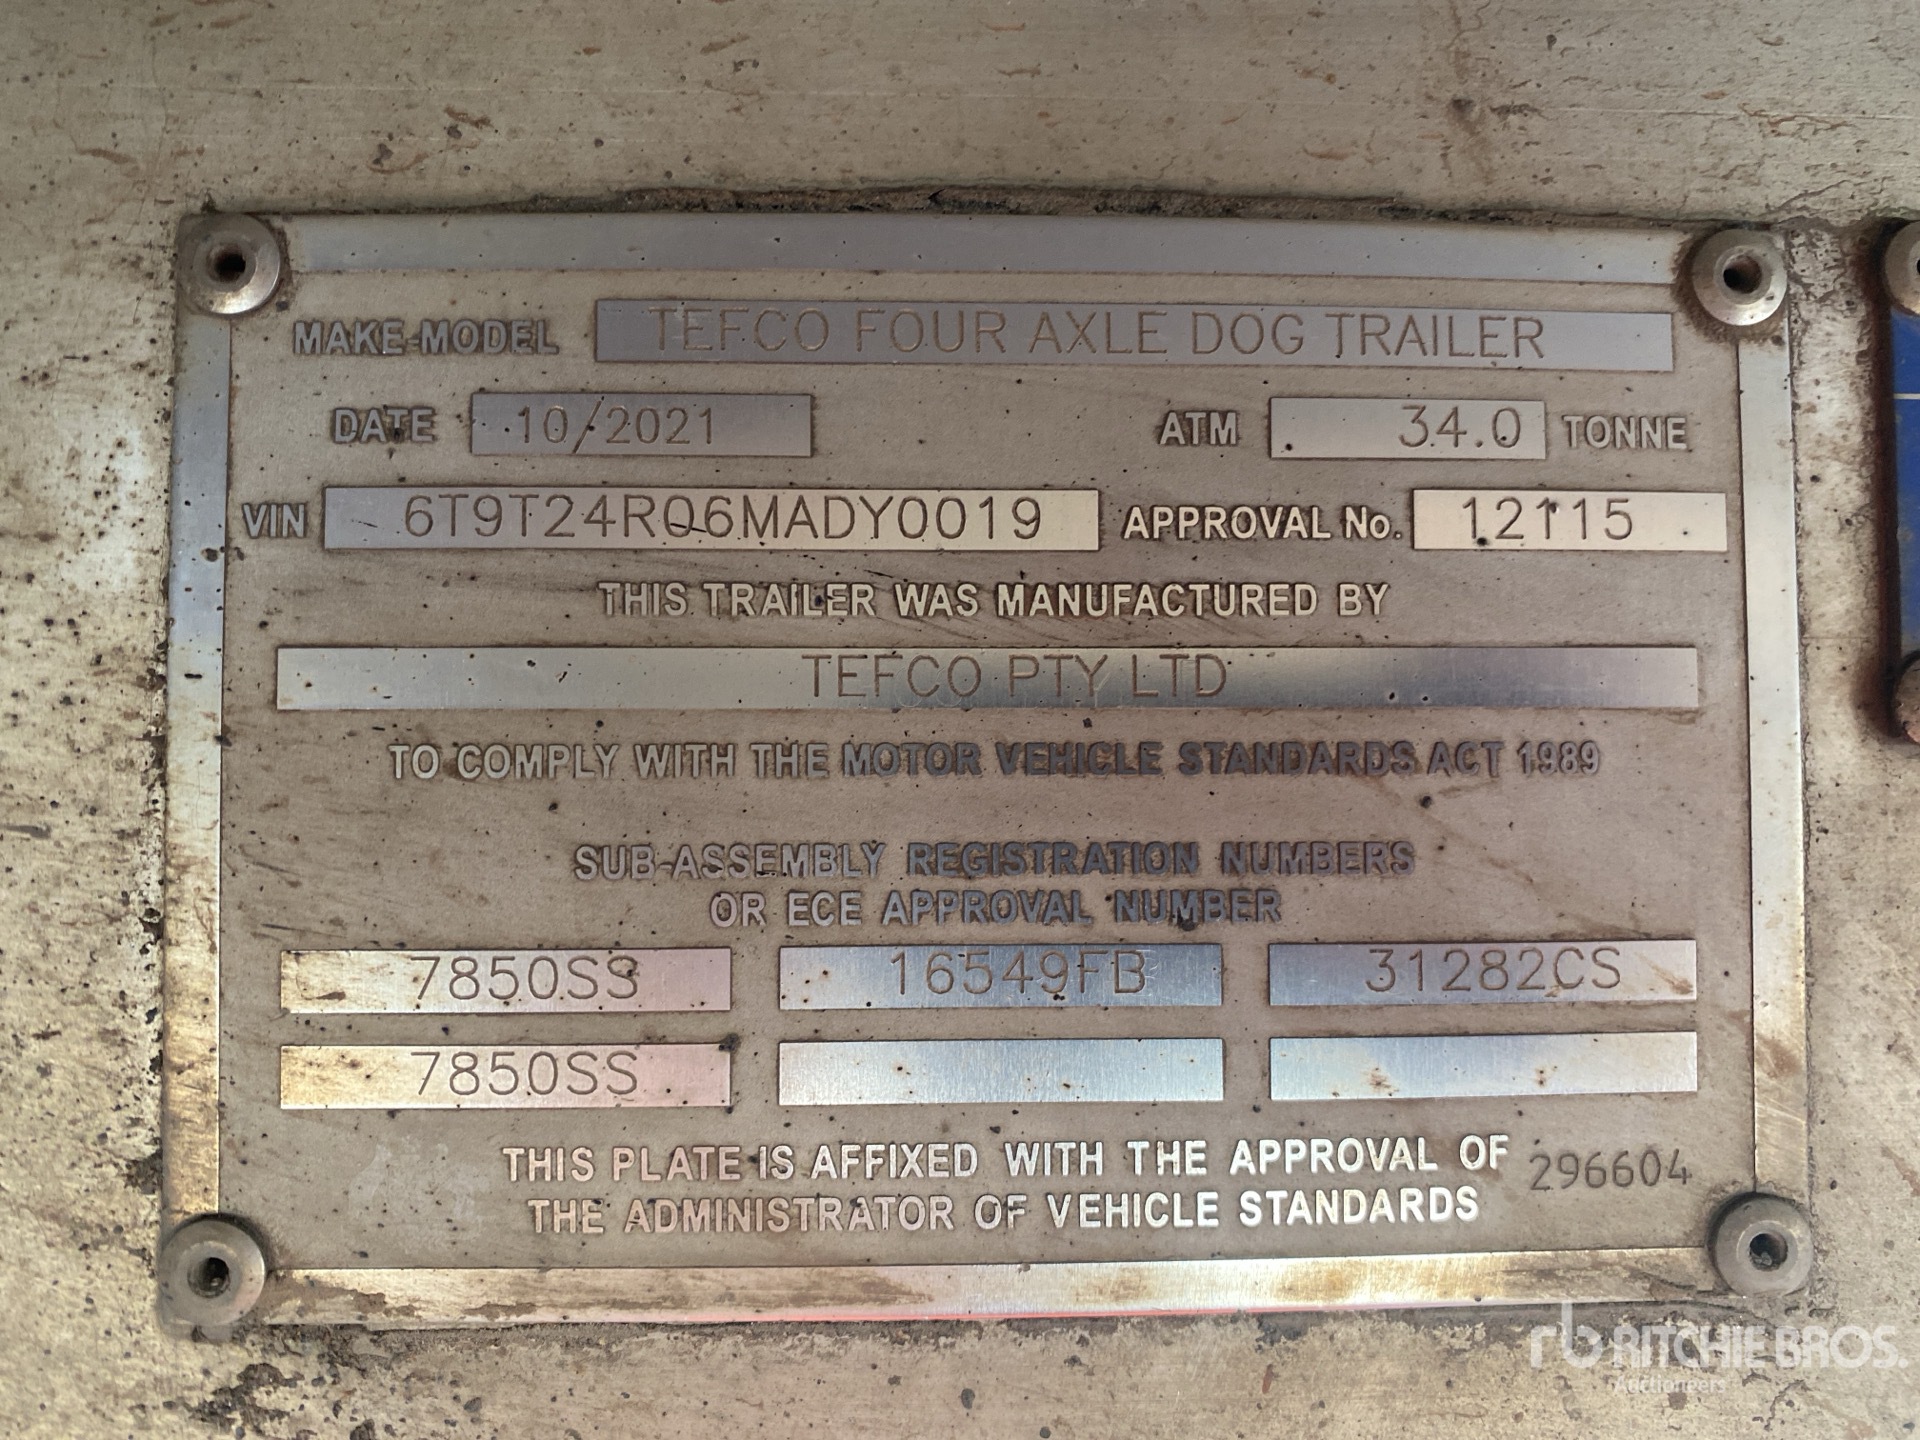 MAKE-MODEL TEFCO FOUR AXLE DOG TRAILER
DATE 10/2021 ATM 34.0 TONNE
VIN 6T9T24R06MADY0019 APPROVAL No. 12115
THIS TRAILER WAS MANUFACTURED BY
TEFCO PTY LTD
TO COMPLY WITH THE MOTOR VEHICLE STANDARDS ACT 1989
SUB-ASSEMBLY REGISTRATION NUMBERS
OR ECE APPROVAL NUMBER
7850SS 16549FB 31282CS
7850SS
THIS PLATE IS AFFIXED WITH THE APPROVAL OF 296604
THE ADMINISTRATOR OF VEHICLE STANDARDS
rb RITCHIE BROS.
Auctioneers